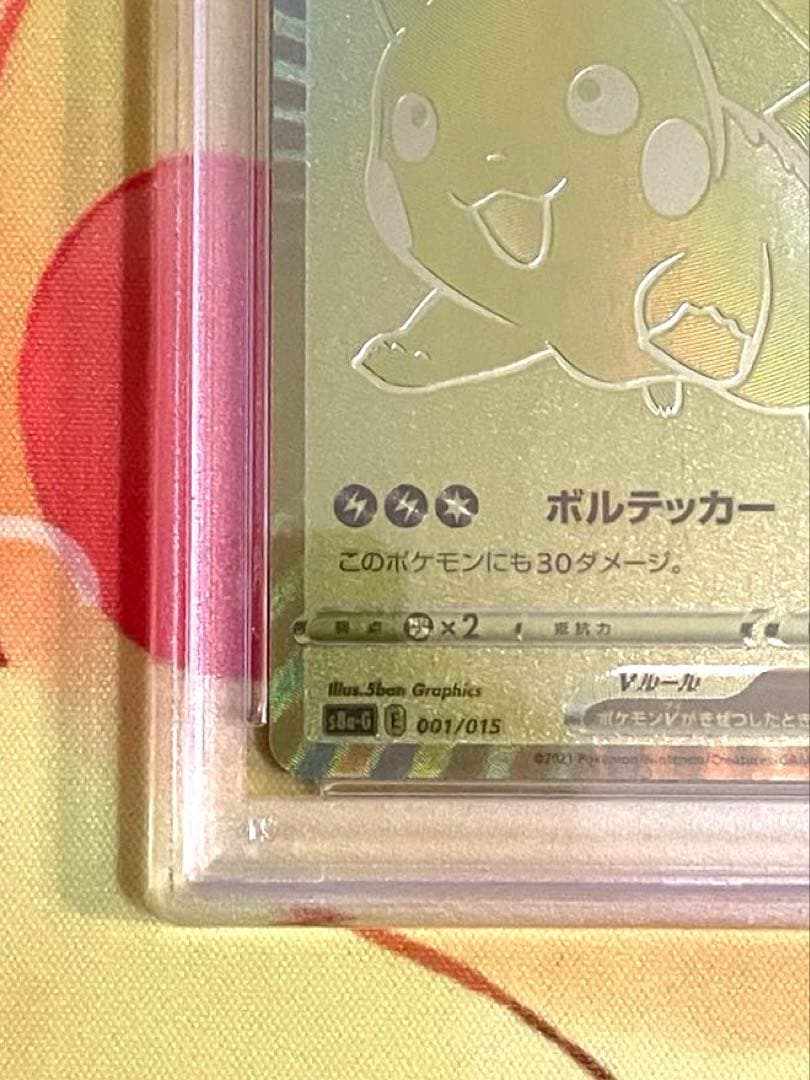 ボルテッカー
このポケモンにも30ダメージ。
弱点 ×2 抵抗力
Illus. 5ban Graphics
Vルール
s8a-G E 001/015
ポケモンVがきぜつしたとき
©2021 Pokémon/Nintendo/Creatures/GA